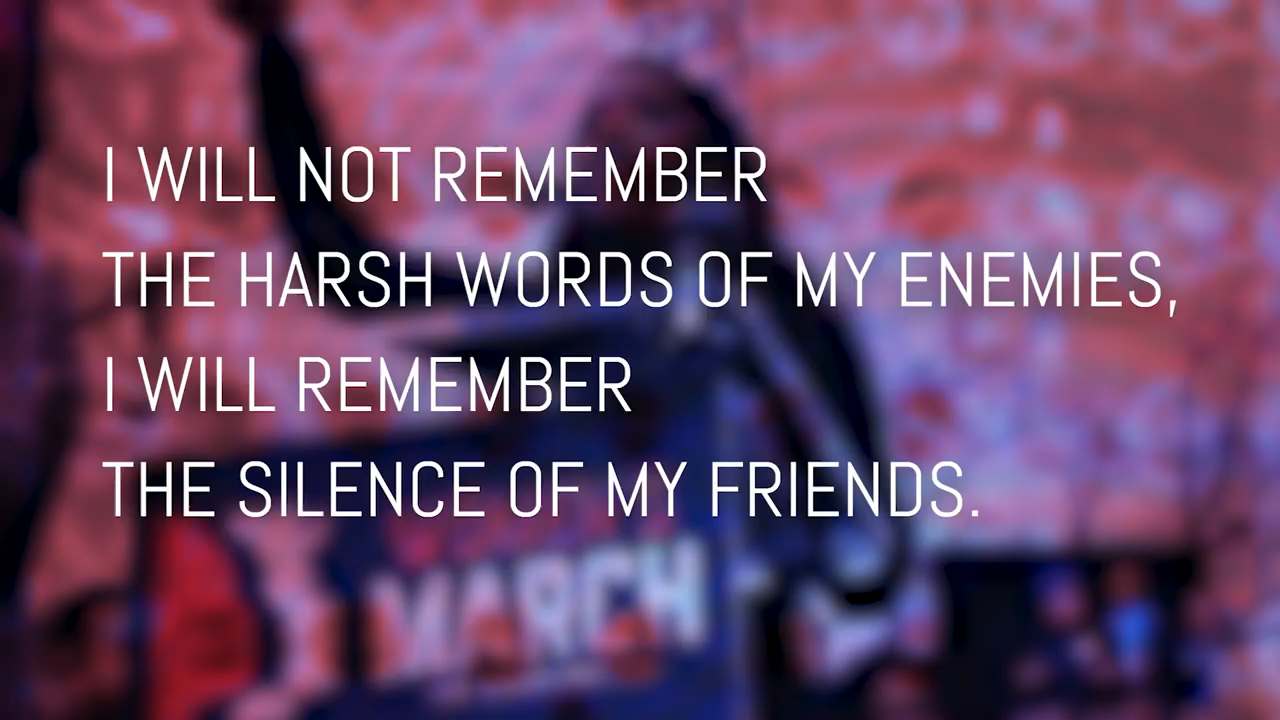 I WILL NOT REMEMBER
THE HARSH WORDS OF MY ENEMIES,
I WILL REMEMBER
THE SILENCE OF MY FRIENDS.
MARCH